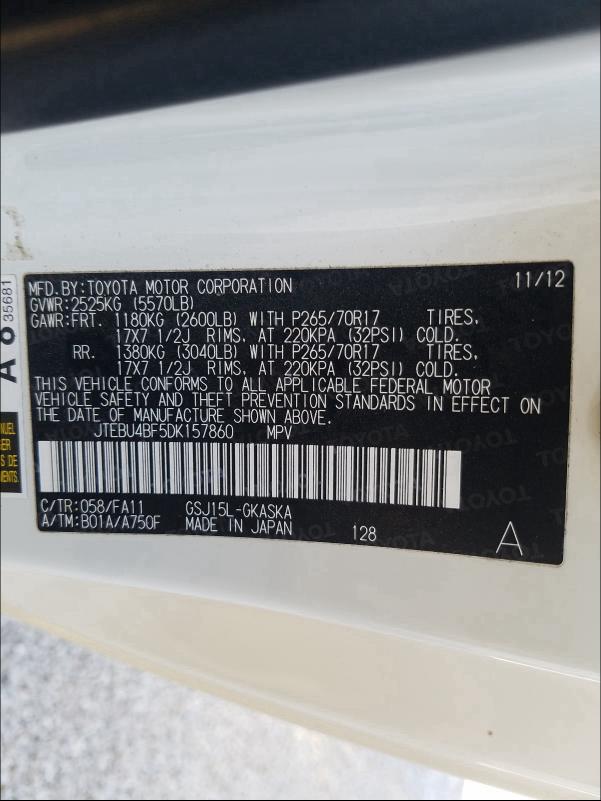 MFD.BY:TOYOTA MOTOR CORPORATION 11/12
GVWR:2525KG (5570LB)
GAWR:FRT. 1180KG (2600LB) WITH P265/70R17 TIRES,
17X7 1/2J RIMS, AT 220KPA (32PSI) COLD.
RR. 1380KG (3040LB) WITH P265/70R17 TIRES,
17X7 1/2J RIMS, AT 220KPA (32PSI) COLD.
THIS VEHICLE CONFORMS TO ALL APPLICABLE FEDERAL MOTOR
VEHICLE SAFETY AND THEFT PREVENTION STANDARDS IN EFFECT ON
THE DATE OF MANUFACTURE SHOWN ABOVE.
JTEBU4BF5DK157860 MPV
C/TR:058/FA11 GSJ15L-GKASKA
A/TM:B01A/A750F MADE IN JAPAN 128 A
35681